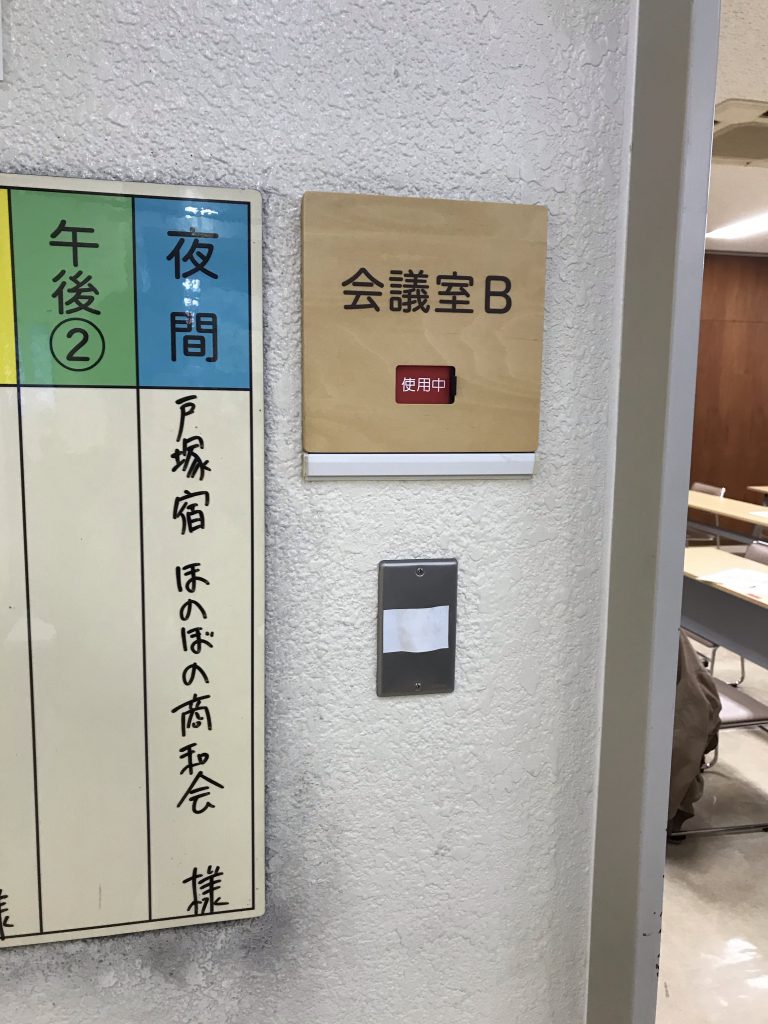 午後②
夜間
戸塚宿 ほのぼの商和会 様
様
会議室B
使用中